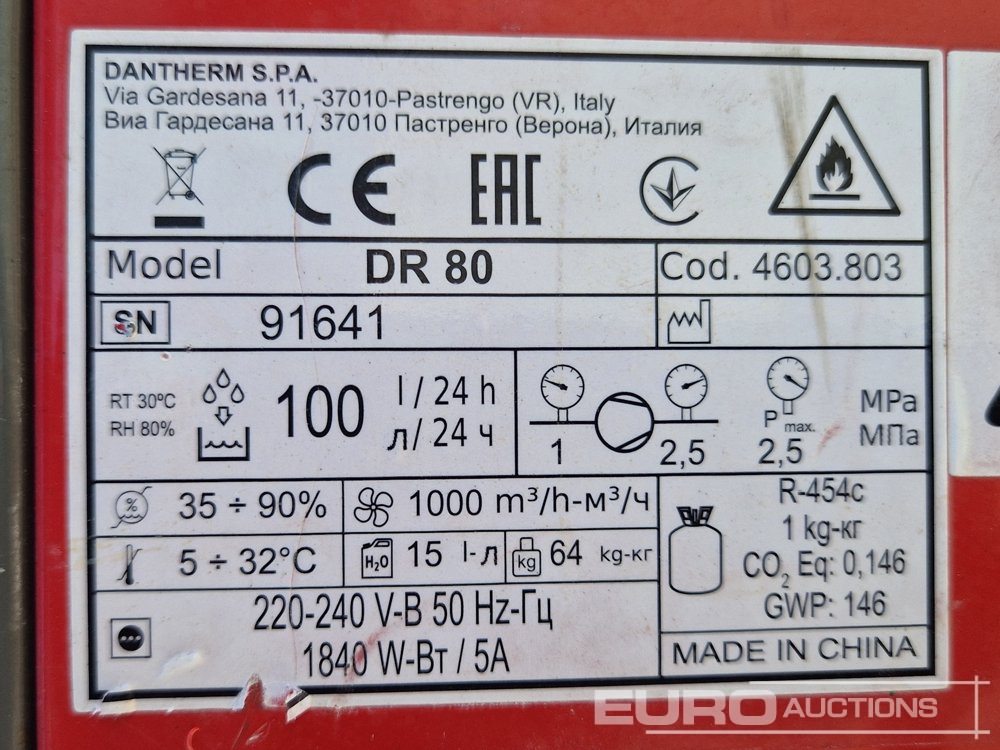 DANTHERM S.P.A.
Via Gardesana 11, -37010-Pastrengo (VR), Italy
Виа Гардесана 11, 37010 Пастренго (Верона), Италия
CE EAC
Model DR 80 Cod. 4603.803
SN 91641
RT 30°C
RH 80%
100 l / 24 h
л/ 24 ч
1 2,5 P max. 2,5 MPa
МПа
% 35 ÷ 90% 1000 m³/h-м³/ч
5 ÷ 32°C H₂O 15 l-л kg 64 kg-кг
R-454c
1 kg-кг
CO₂ Eq: 0,146
GWP: 146
220-240 V-В 50 Hz-Гц
1840 W-Вт / 5A
MADE IN CHINA
EURO AUCTIONS